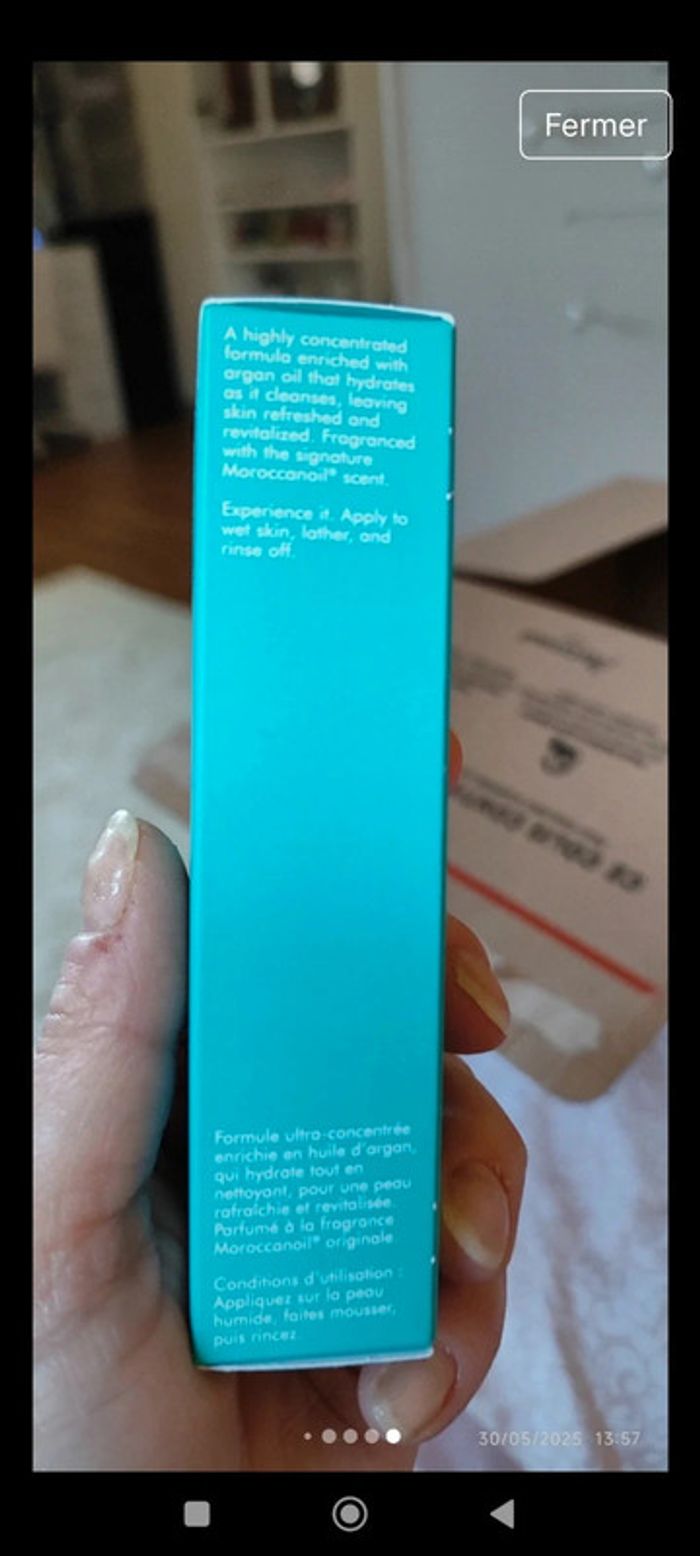 Fermer
A highly concentrated
formula enriched with
argan oil that hydrates
as it cleanses, leaving
skin refreshed and
revitalized. Fragranced
with the signature
Moroccanoil® scent.
Experience it. Apply to
wet skin, lather, and
rinse off.
CE COLIS
Formule ultra-concentrée
enrichie en huile d'argan,
qui hydrate tout en
nettoyant, pour une peau
rafraîchie et revitalisée.
Parfumé à la fragrance
Moroccanoil® originale
Conditions d'utilisation :
Appliquez sur la peau
humide, faites mousser,
puis rincez.
30/05/2025 13:57